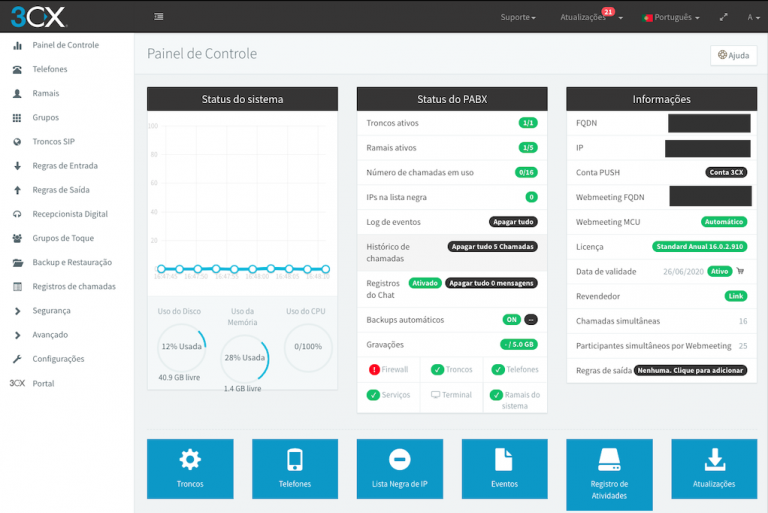 3CX
Suporte
Atualizações 21
Português
A
Painel de Controle
Telefones
Ramais
Grupos
Troncos SIP
Regras de Entrada
Regras de Saída
Recepcionista Digital
Grupos de Toque
Backup e Restauração
Registros de chamadas
Segurança
Avançado
Configurações
3CX Portal
Painel de Controle
Ajuda
Status do sistema
100
80
60
40
20
Uso do Disco
12% Usada
40.9 GB livre
Uso da
Memória
28% Usada
1.4 GB livre
Uso do CPU
0/100%
Status do PABX
Troncos ativos 1/1
Ramais ativos 1/5
Número de chamadas em uso 0/16
IPs na lista negra 0
Log de eventos Apagar tudo
Histórico de
chamadas
Apagar tudo 5 Chamadas
Registros
do Chat
Ativado Apagar tudo 0 mensagens
Backups automáticos ON --
Gravações - / 5.0 GB
Firewall
Troncos
Telefones
Serviços
Terminal
Ramais do
sistema
Informações
FQDN
IP
Conta PUSH Conta 3CX
Webmeeting FQDN
Webmeeting MCU Automático
Licença Standard Anual 16.0.2.910
Data de validade 26/06/2020 Ativo
Revendedor Link
Chamadas simultâneas 16
Participantes simultâneos por Webmeeting 25
Regras de saída Nenhuma. Clique para adicionar
Troncos
Telefones
Lista Negra de IP
Eventos
Registro de
Atividades
Atualizações